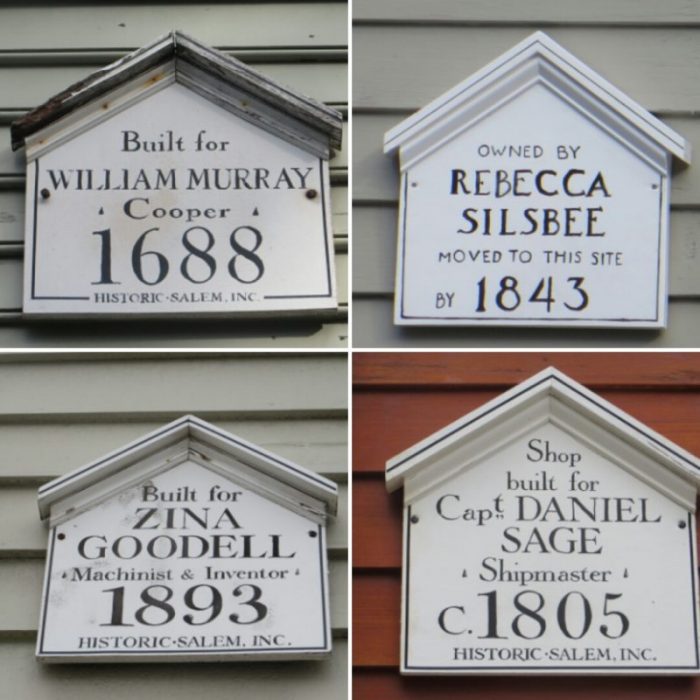 Built for
WILLIAM MURRAY
Cooper
1688
HISTORIC·SALEM, INC.
OWNED BY
REBECCA
SILSBEE
MOVED TO THIS SITE
BY 1843
Built for
ZINA
GOODELL
Machinist & Inventor
1893
HISTORIC·SALEM, INC.
Shop
built for
Capt: DANIEL
SAGE
Shipmaster
C.1805
HISTORIC·SALEM, INC.